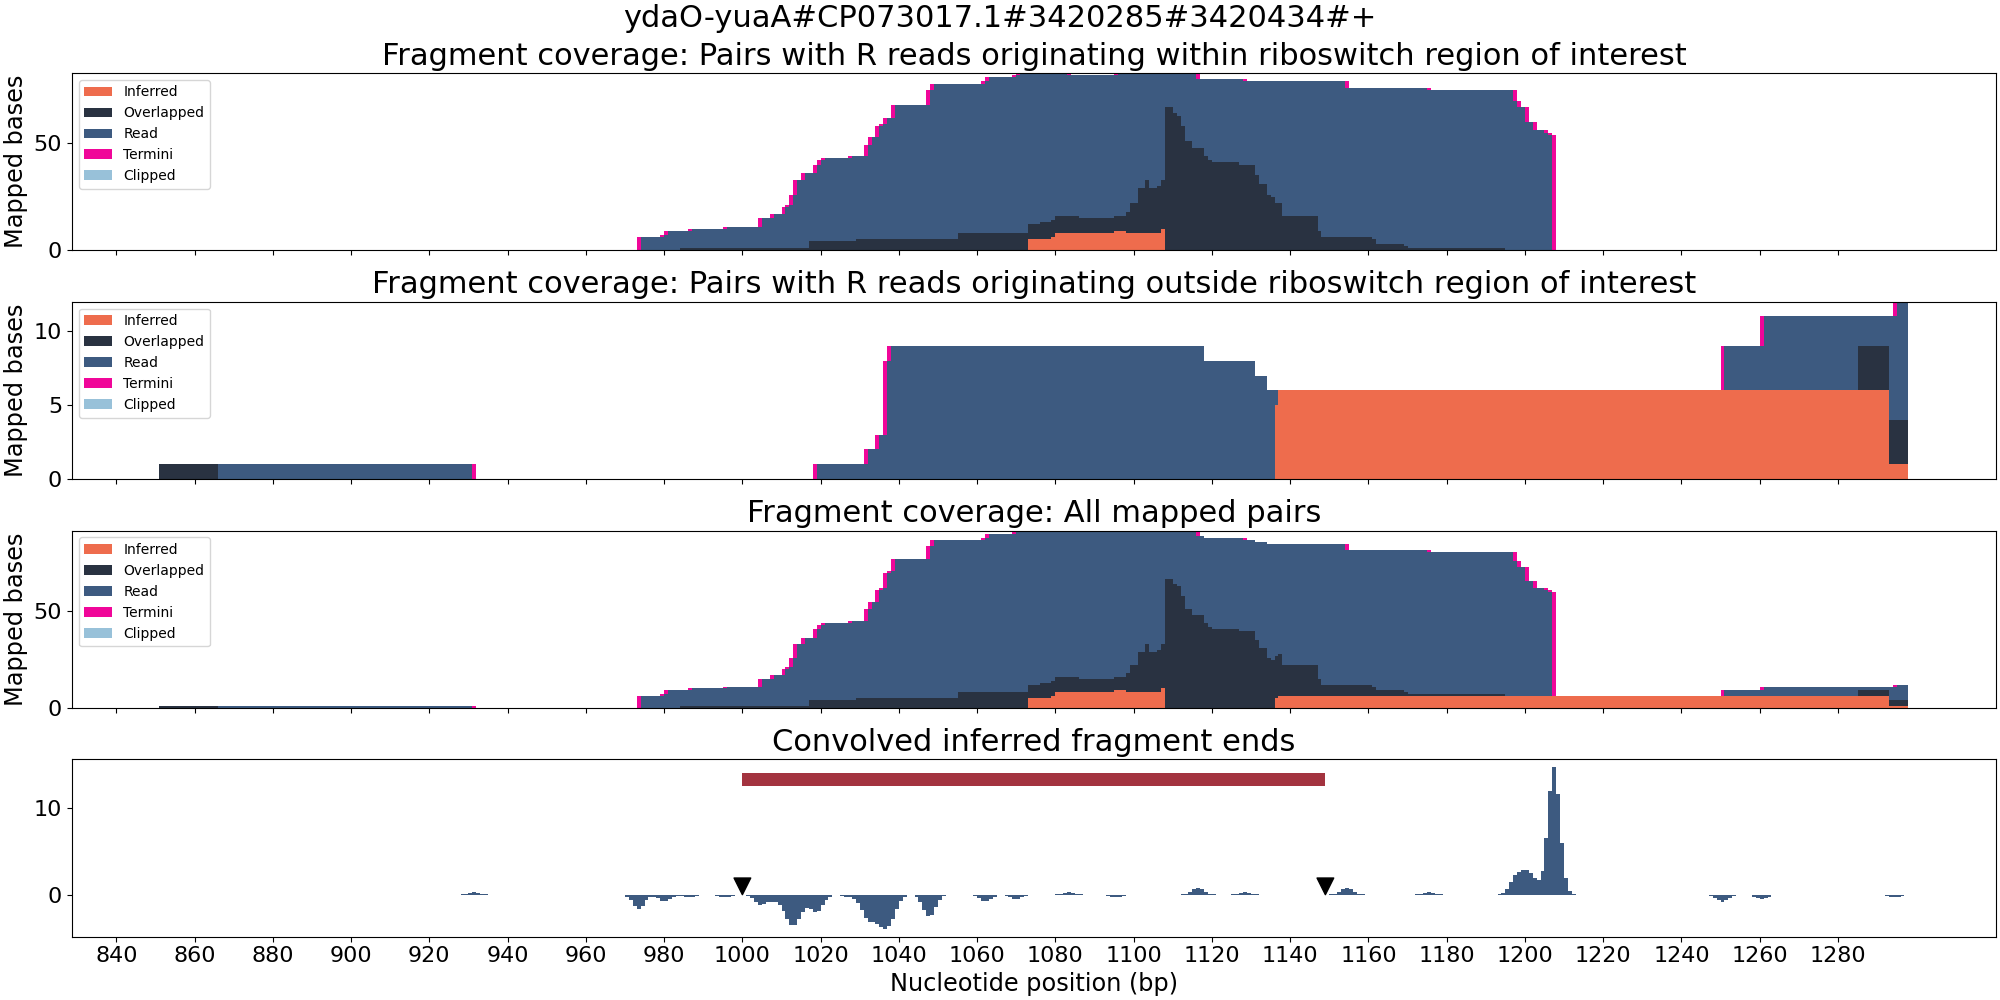 ydaO-yuaA#CP073017.1#3420285#3420434#+
Fragment coverage: Pairs with R reads originating within riboswitch region of interest
Mapped bases
50
0
Inferred
Overlapped
Read
Termini
Clipped
Fragment coverage: Pairs with R reads originating outside riboswitch region of interest
Mapped bases
10
5
0
Inferred
Overlapped
Read
Termini
Clipped
Fragment coverage: All mapped pairs
Mapped bases
50
0
Inferred
Overlapped
Read
Termini
Clipped
Convolved inferred fragment ends
10
0
840 860 880 900 920 940 960 980 1000 1020 1040 1060 1080 1100 1120 1140 1160 1180 1200 1220 1240 1260 1280
Nucleotide position (bp)